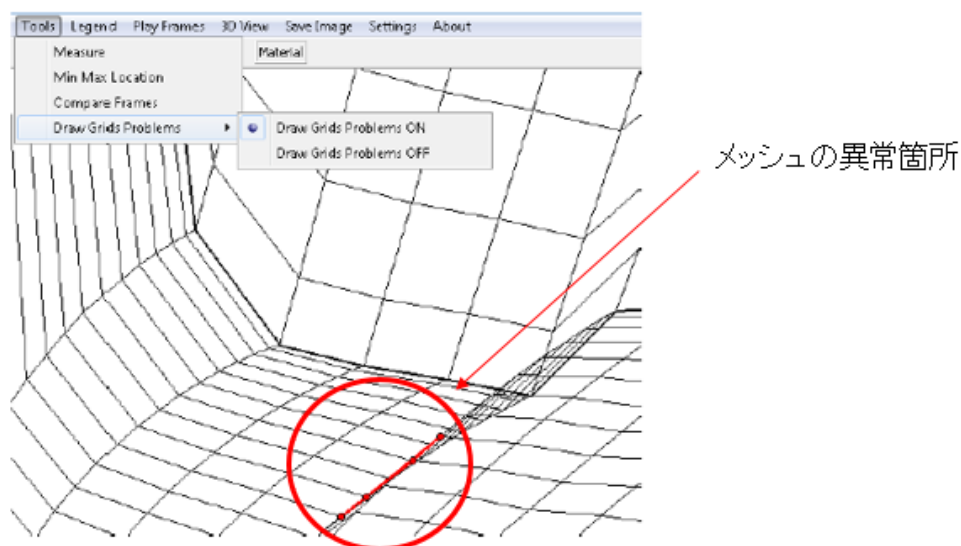 Tools Legend Play Frames 3D View Save Image Settings About
Measure
Material
Min Max Location
Compare Frames
Draw Grids Problems
Draw Grids Problems ON
Draw Grids Problems OFF
メッシュの異常箇所